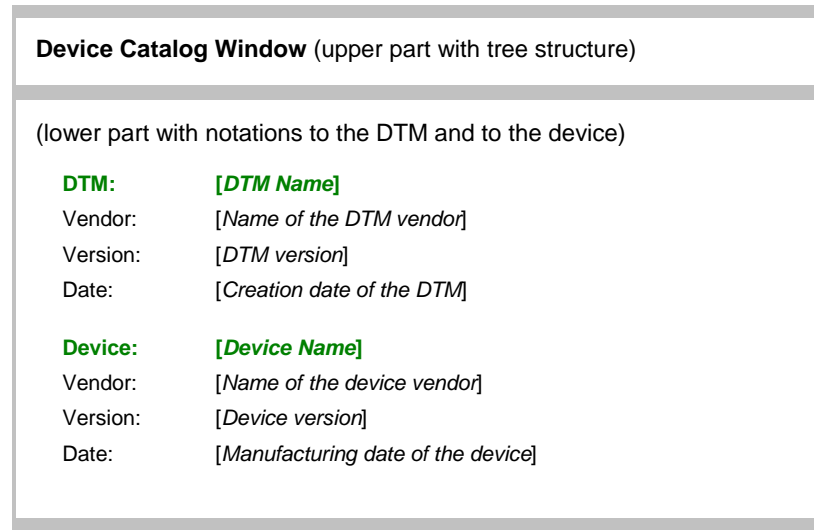 Device Catalog Window (upper part with tree structure)
(lower part with notations to the DTM and to the device)
DTM: [DTM Name]
Vendor: [Name of the DTM vendor]
Version: [DTM version]
Date: [Creation date of the DTM]
Device: [Device Name]
Vendor: [Name of the device vendor]
Version: [Device version]
Date: [Manufacturing date of the device]